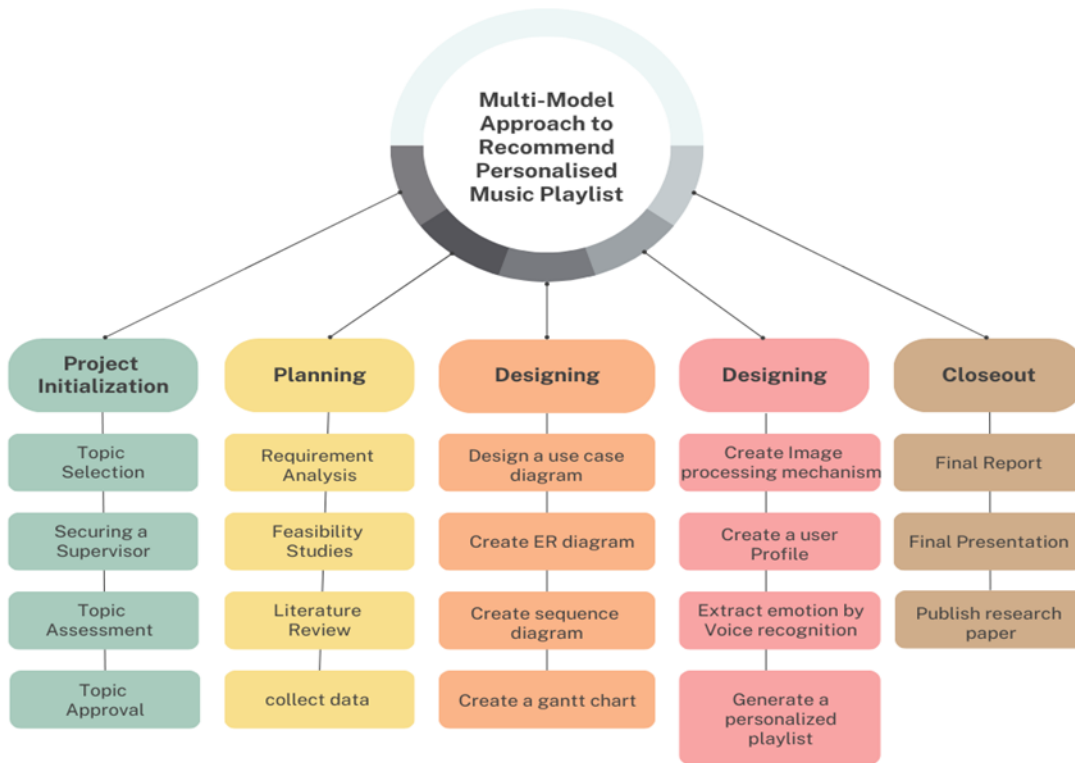 Multi-Model
Approach to
Recommend
Personalised
Music Playlist
Project
Initialization
Topic
Selection
Securing a
Supervisor
Topic
Assessment
Topic
Approval
Planning
Requirement
Analysis
Feasibility
Studies
Literature
Review
collect data
Designing
Design a use case
diagram
Create ER diagram
Create sequence
diagram
Create a gantt chart
Designing
Create Image
processing mechanism
Create a user
Profile
Extract emotion by
Voice recognition
Generate a
personalized
playlist
Closeout
Final Report
Final Presentation
Publish research
paper